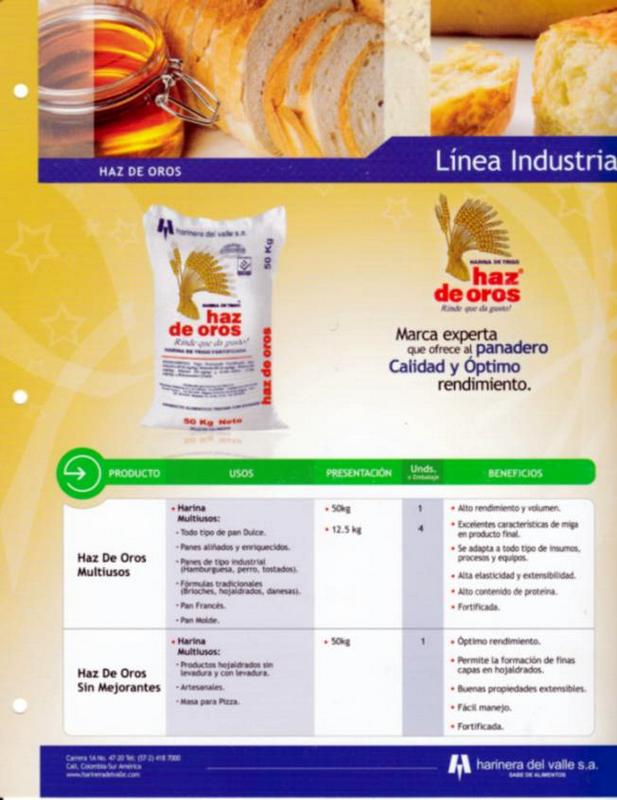 Línea Industria
HAZ DE OROS
harinera del valle s.a.
50 Kg
HARINA DE TRIGO
haz
de oros
Rinde que da gusto!
HARINA DE TRIGO FORTIFICADA
haz de oros
50 Kg Neto
HARINA DE TRIGO
haz
de oros
Rinde que da gusto!
Marca experta
que ofrece al panadero
Calidad y Óptimo
rendimiento.
PRODUCTO USOS PRESENTACIÓN Unds. x Embalaje BENEFICIOS
Haz De Oros
Multiusos
• Harina
Multiusos:
- Todo tipo de pan Dulce.
- Panes aliñados y enriquecidos.
- Panes de tipo industrial
(Hamburguesa, perro, tostados).
- Fórmulas tradicionales
(Brioches, hojaldrados, danesas).
- Pan Francés.
- Pan Molde.
• 50kg 1
• 12.5 kg 4
• Alto rendimiento y volumen.
• Excelentes características de miga
en producto final.
• Se adapta a todo tipo de insumos,
procesos y equipos.
• Alta elasticidad y extensibilidad.
• Alto contenido de proteína.
• Fortificada.
Haz De Oros
Sin Mejorantes
• Harina
Multiusos:
- Productos hojaldrados sin
levadura y con levadura.
- Artesanales.
- Masa para Pizza.
• 50kg 1
• Óptimo rendimiento.
• Permite la formación de finas
capas en hojaldrados.
• Buenas propiedades extensibles.
• Fácil manejo.
• Fortificada.
Carrera 1A No. 47-20 Tel: (57 2) 418 7000
Cali, Colombia-Sur América
www.harineradelvalle.com
harinera del valle s.a.
SABE DE ALIMENTOS